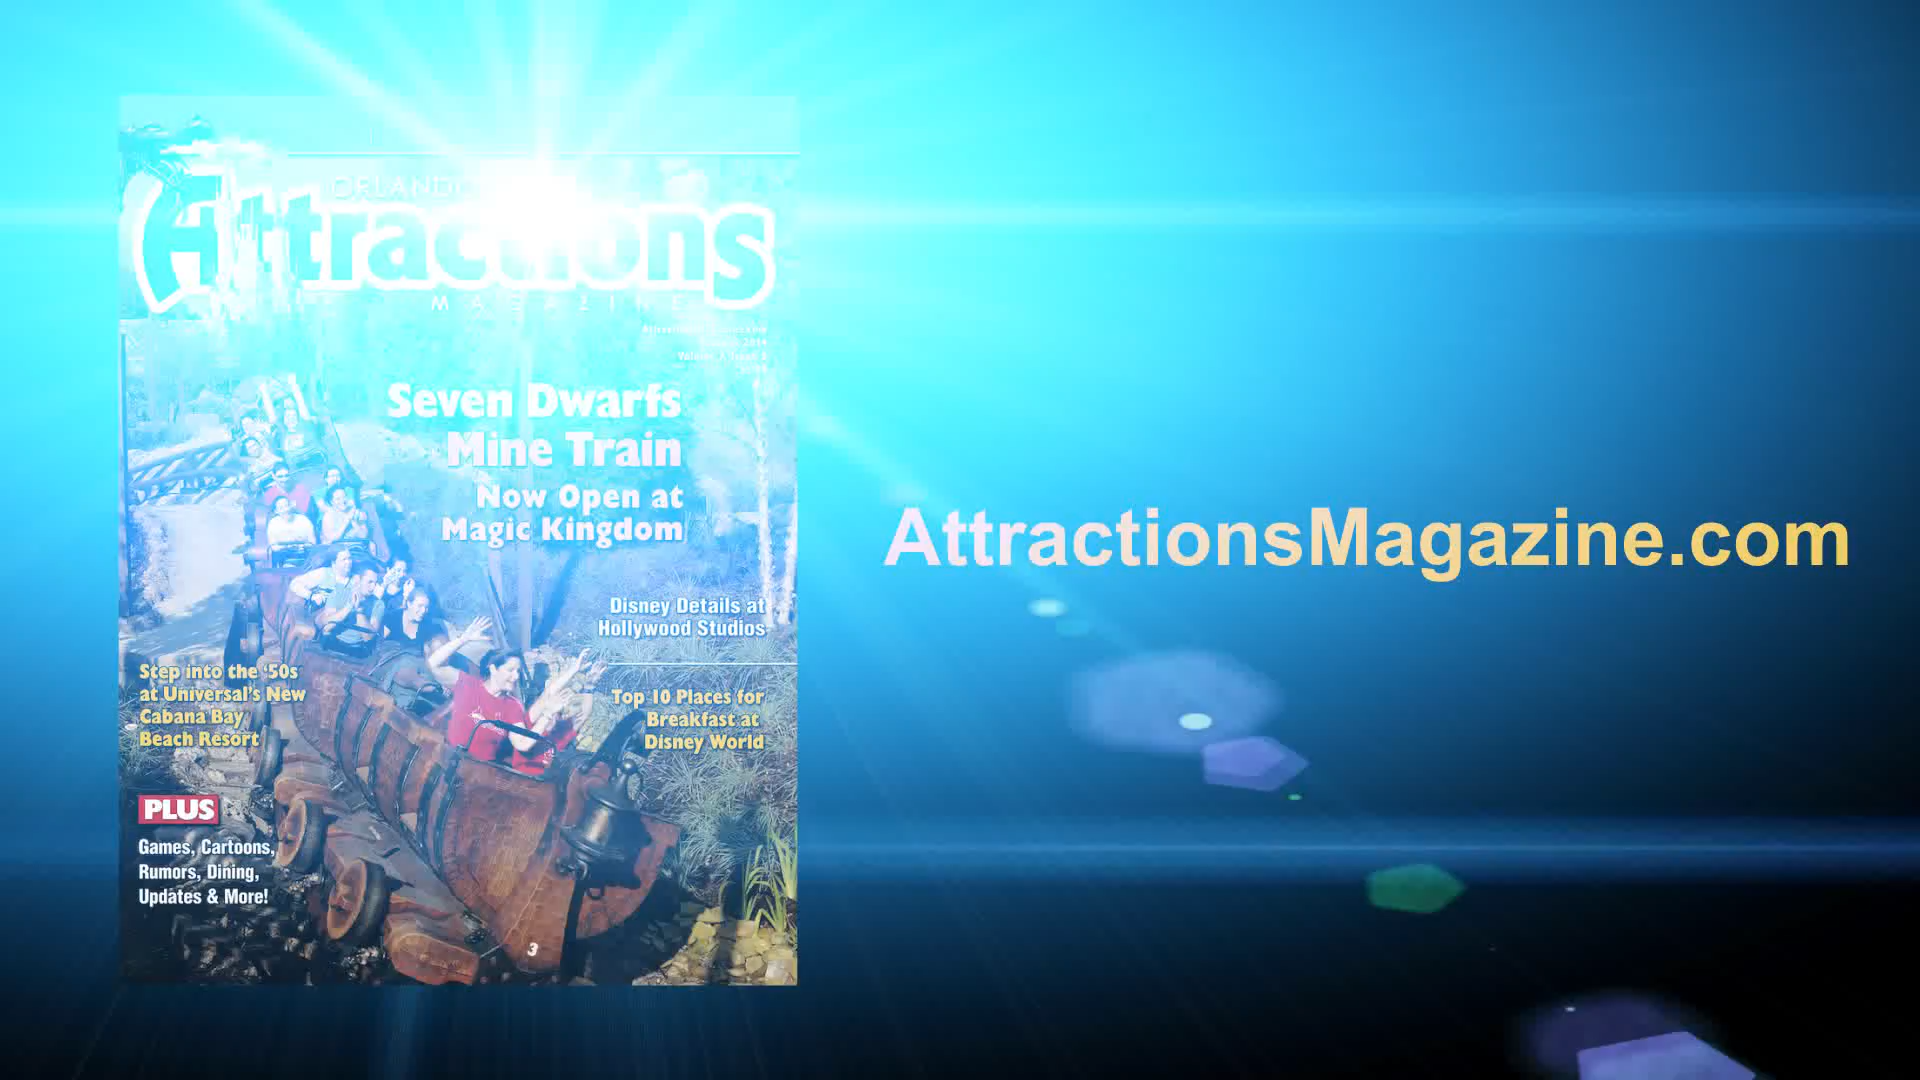 ORLANDO
Attractions
MAGAZINE
Seven Dwarfs
Mine Train
Now Open at
Magic Kingdom
Disney Details at
Hollywood Studios
Step into the '50s
at Universal's New
Cabana Bay
Beach Resort
Top 10 Places for
Breakfast at
Disney World
PLUS
Games, Cartoons,
Rumors, Dining,
Updates & More!
3
AttractionsMagazine.com